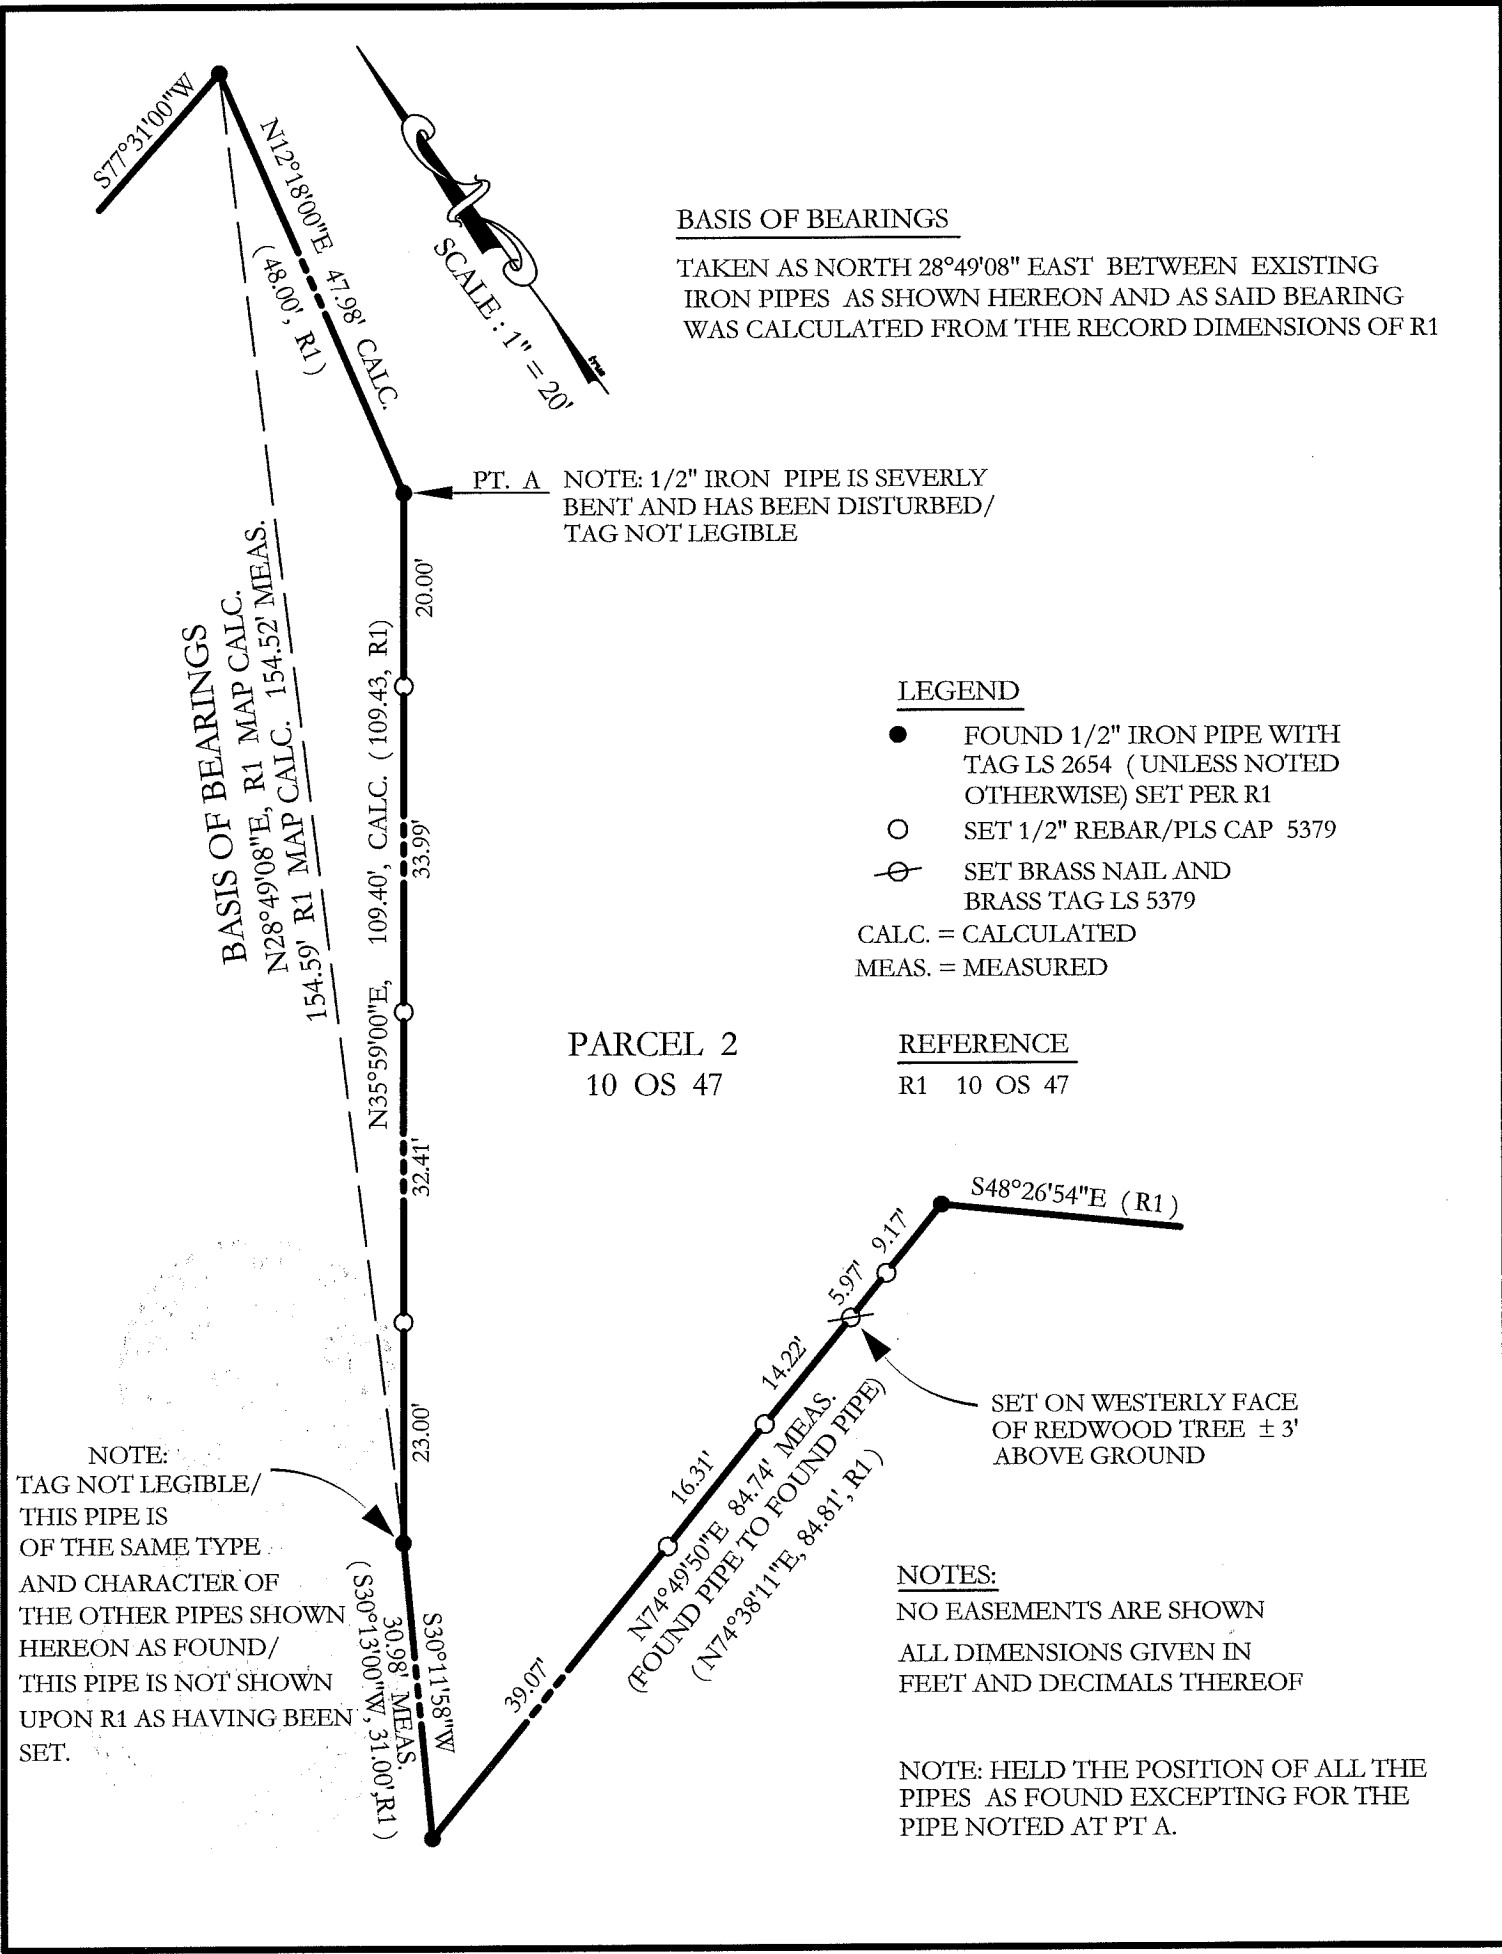 S77°31'00"W
N12°18'00"E 47.98' CALC.
(48.00', R1)
SCALE : 1" = 20'
BASIS OF BEARINGS
TAKEN AS NORTH 28°49'08" EAST BETWEEN EXISTING
IRON PIPES AS SHOWN HEREON AND AS SAID BEARING
WAS CALCULATED FROM THE RECORD DIMENSIONS OF R1
PT. A
NOTE: 1/2" IRON PIPE IS SEVERLY
BENT AND HAS BEEN DISTURBED/
TAG NOT LEGIBLE
BASIS OF BEARINGS
N28°49'08"E, R1 MAP CALC.
154.59' R1 MAP CALC. 154.52' MEAS.
N35°59'00"E, 109.40', CALC. (109.43, R1)
20.00'
33.99'
32.41'
23.00'
LEGEND
FOUND 1/2" IRON PIPE WITH
TAG LS 2654 ( UNLESS NOTED
OTHERWISE) SET PER R1
SET 1/2" REBAR/PLS CAP 5379
SET BRASS NAIL AND
BRASS TAG LS 5379
CALC. = CALCULATED
MEAS. = MEASURED
PARCEL 2
10 OS 47
REFERENCE
R1 10 OS 47
S48°26'54"E (R1)
9.17'
5.97'
14.22'
16.31'
39.07'
N74°49'50"E 84.74' MEAS.
(FOUND PIPE TO FOUND PIPE)
(N74°38'11"E, 84.81', R1)
SET ON WESTERLY FACE
OF REDWOOD TREE ± 3'
ABOVE GROUND
NOTE:
TAG NOT LEGIBLE/
THIS PIPE IS
OF THE SAME TYPE
AND CHARACTER OF
THE OTHER PIPES SHOWN
HEREON AS FOUND/
THIS PIPE IS NOT SHOWN
UPON R1 AS HAVING BEEN
SET.
S30°11'58"W
30.98' MEAS.
(S30°13'00"W, 31.00',R1)
NOTES:
NO EASEMENTS ARE SHOWN
ALL DIMENSIONS GIVEN IN
FEET AND DECIMALS THEREOF
NOTE: HELD THE POSITION OF ALL THE
PIPES AS FOUND EXCEPTING FOR THE
PIPE NOTED AT PT A.